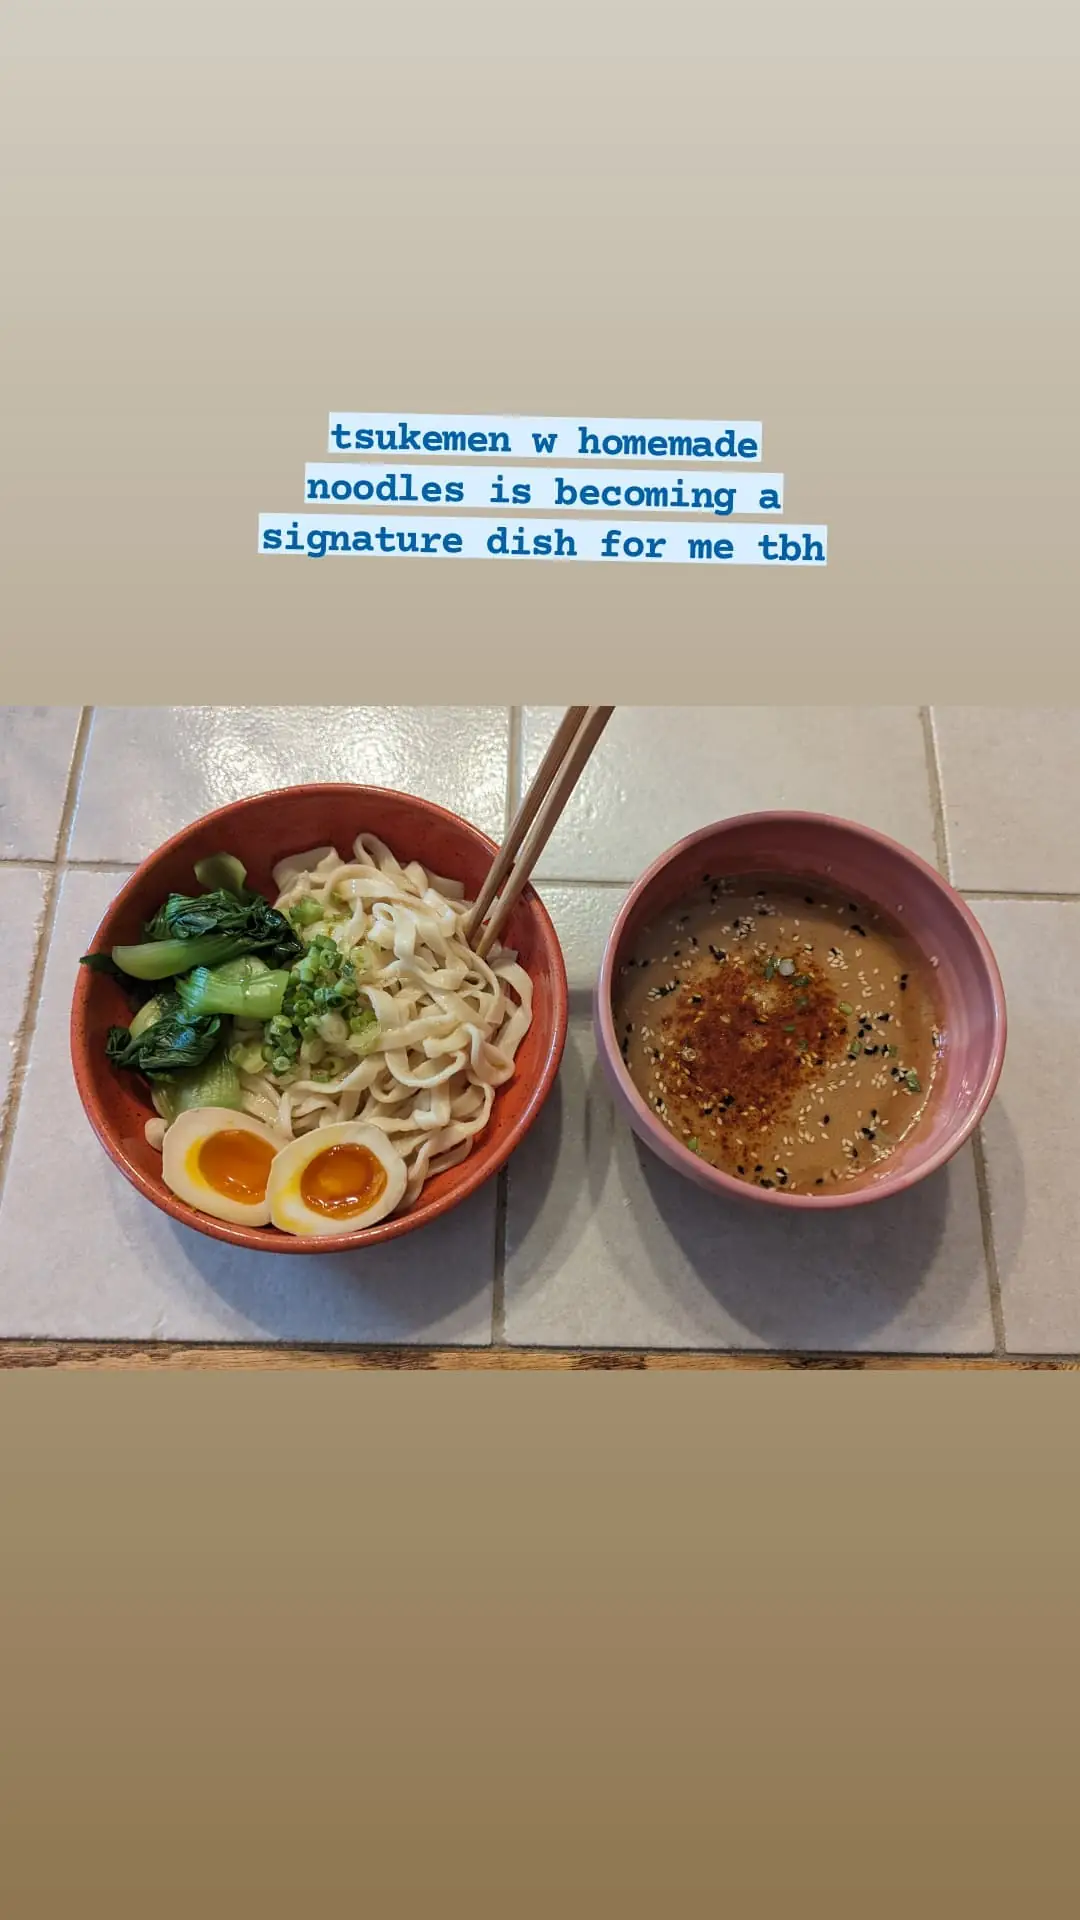 tsukemen w homemade
noodles is becoming a
signature dish for me tbh